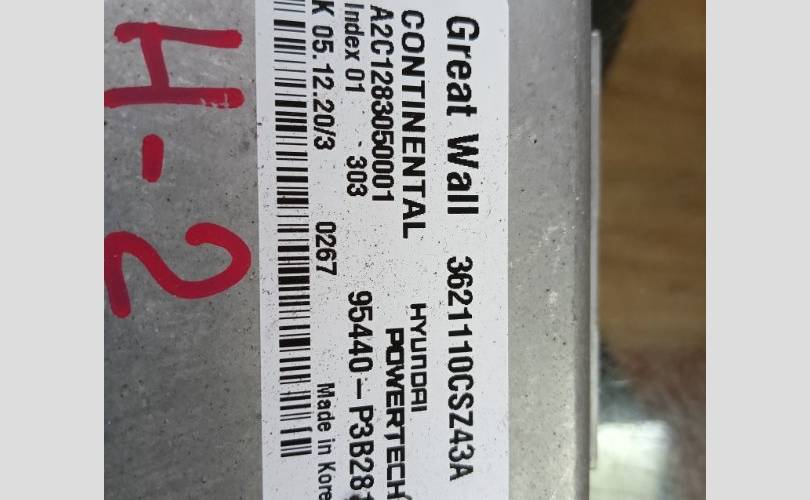 Great Wall 3621110CSZ43A
CONTINENTAL HYUNDAI
A2C1283050001 POWERTECH
Index 01 - 303 95440-P3B281
K 05.12.20/3 0267 Made in Kore
H-2